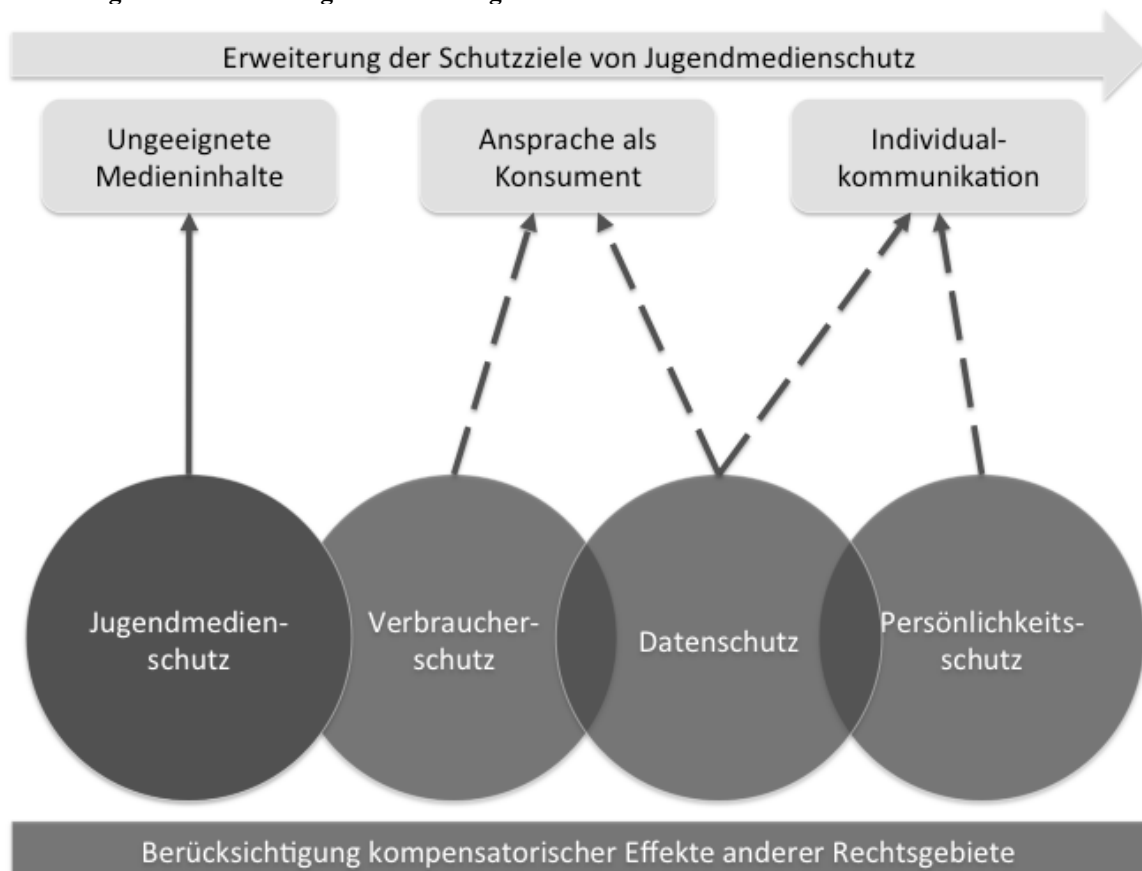 Erweiterung der Schutzziele von Jugendmedienschutz
Ungeeignete
Medieninhalte
Ansprache als
Konsument
Individual-
kommunikation
Jugendmedien-
schutz
Verbraucher-
schutz
Datenschutz
Persönlichkeits-
schutz
Berücksichtigung kompensatorischer Effekte anderer Rechtsgebiete